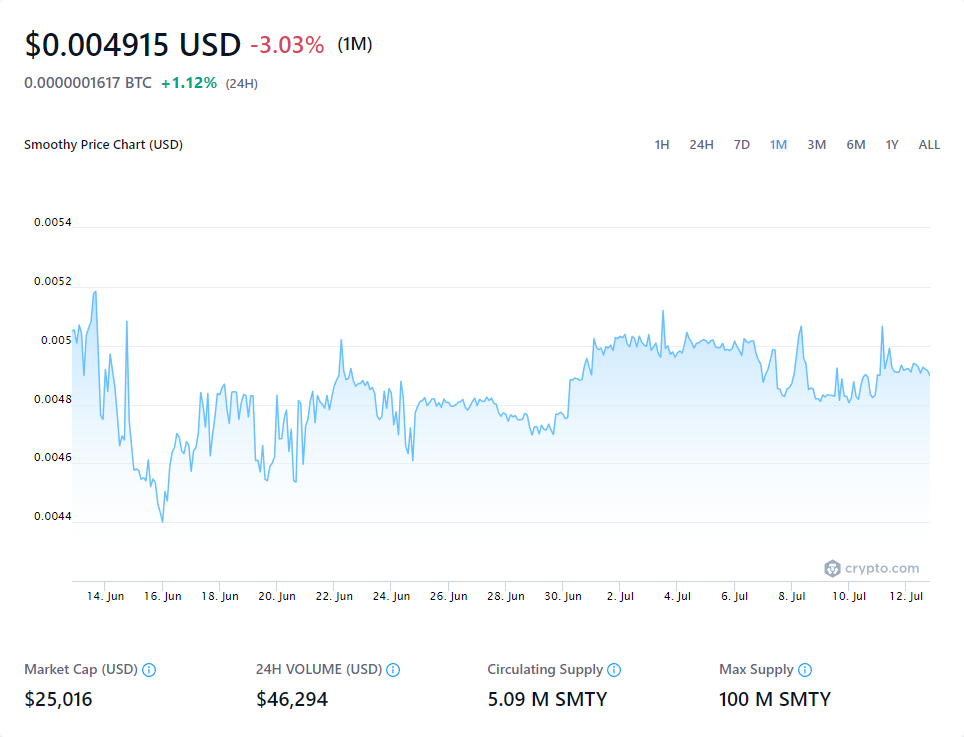 $0.004915 USD -3.03% (1M)
0.0000001617 BTC +1.12% (24H)
Smoothy Price Chart (USD) 1H 24H 7D 1M 3M 6M 1Y ALL
0.0054
0.0052
0.005
0.0048
0.0046
0.0044
crypto.com
14. Jun 16. Jun 18. Jun 20. Jun 22. Jun 24. Jun 26. Jun 28. Jun 30. Jun 2. Jul 4. Jul 6. Jul 8. Jul 10. Jul 12. Jul
Market Cap (USD) 24H VOLUME (USD) Circulating Supply Max Supply
$25,016 $46,294 5.09 M SMTY 100 M SMTY